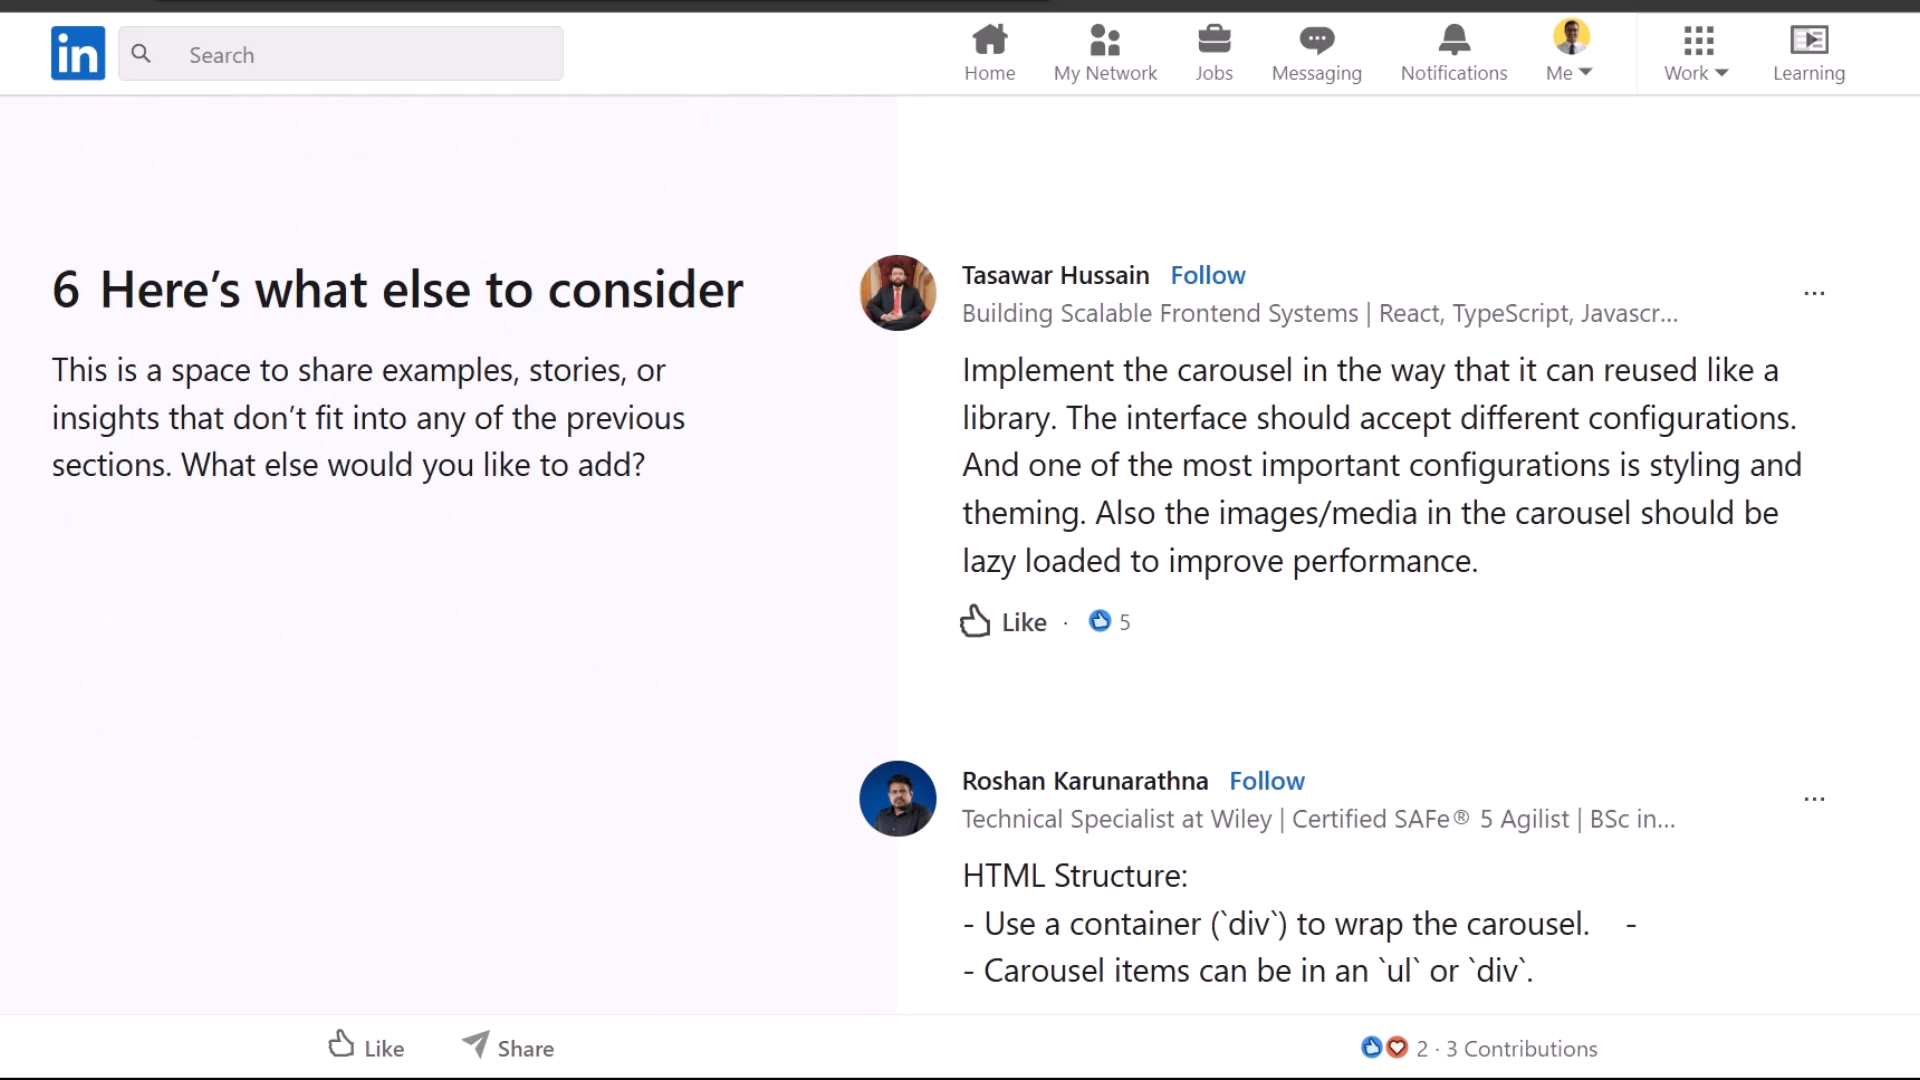 in
Search
Home
My Network
Jobs
Messaging
Notifications
Me
Work
Learning
6 Here’s what else to consider
This is a space to share examples, stories, or
insights that don’t fit into any of the previous
sections. What else would you like to add?
Tasawar Hussain Follow
Building Scalable Frontend Systems | React, TypeScript, Javascr...
Implement the carousel in the way that it can reused like a
library. The interface should accept different configurations.
And one of the most important configurations is styling and
theming. Also the images/media in the carousel should be
lazy loaded to improve performance.
Like · 5
Roshan Karunarathna Follow
Technical Specialist at Wiley | Certified SAFe® 5 Agilist | BSc in...
HTML Structure:
- Use a container (`div`) to wrap the carousel. -
- Carousel items can be in an `ul` or `div`.
Like
Share
2 · 3 Contributions